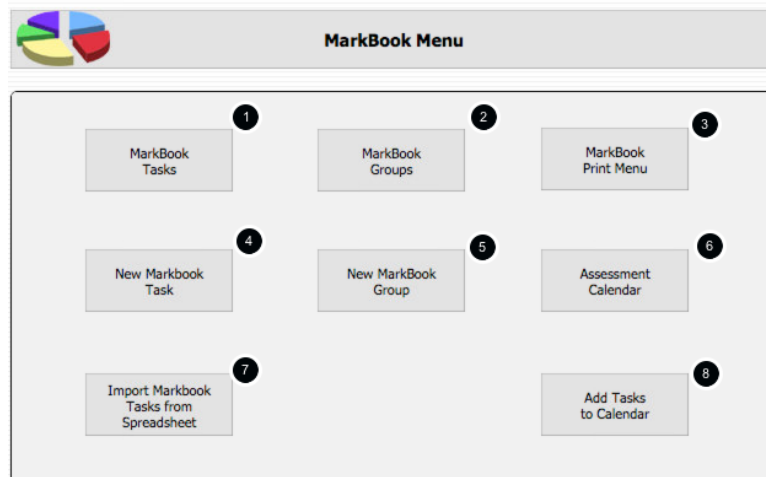 MarkBook Menu
1
MarkBook
Tasks
2
MarkBook
Groups
3
MarkBook
Print Menu
4
New Markbook
Task
5
New MarkBook
Group
6
Assessment
Calendar
7
Import Markbook
Tasks from
Spreadsheet
8
Add Tasks
to Calendar